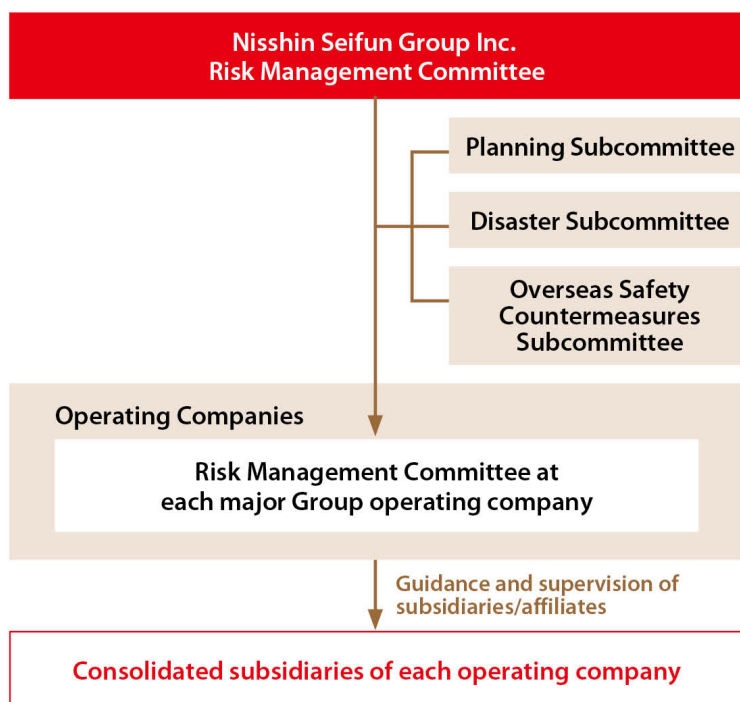 Nisshin Seifun Group Inc.
Risk Management Committee
Planning Subcommittee
Disaster Subcommittee
Overseas Safety
Countermeasures
Subcommittee
Operating Companies
Risk Management Committee at
each major Group operating company
Guidance and supervision of
subsidiaries/affiliates
Consolidated subsidiaries of each operating company